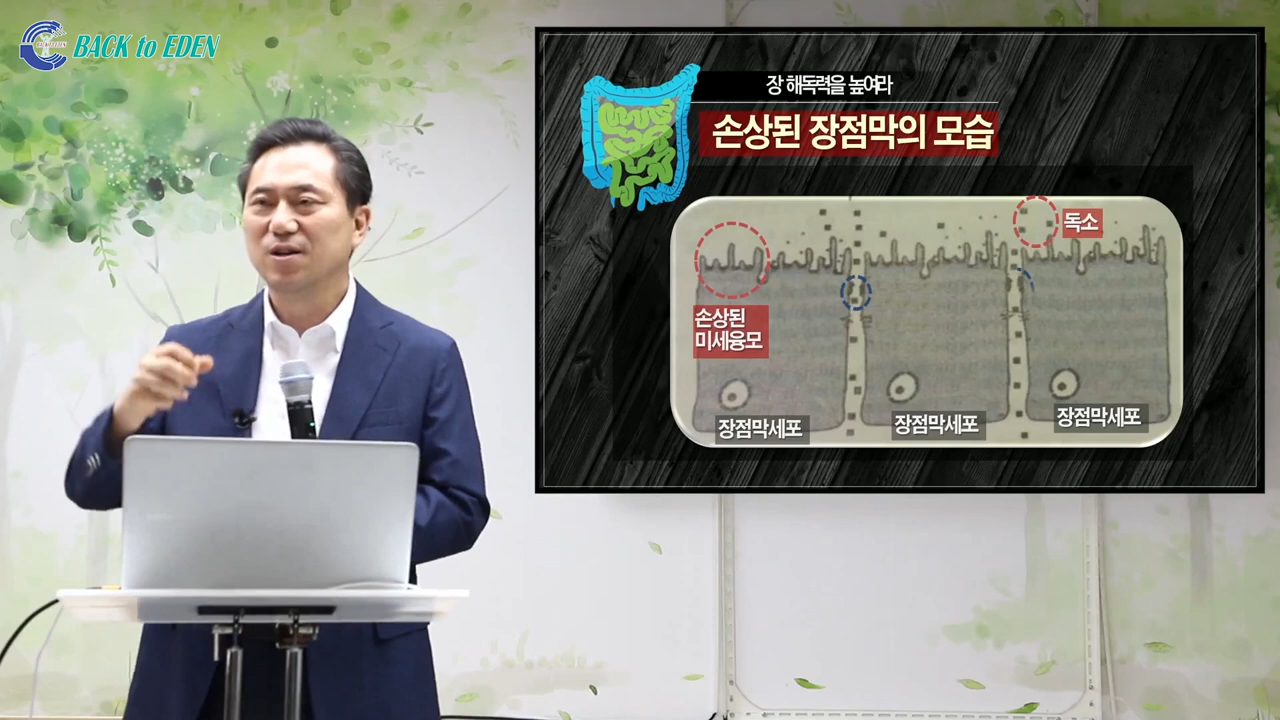 BACK to EDEN
장 해독력을 높여라
손상된 장점막의 모습
독소
손상된
미세융모
장점막세포
장점막세포
장점막세포